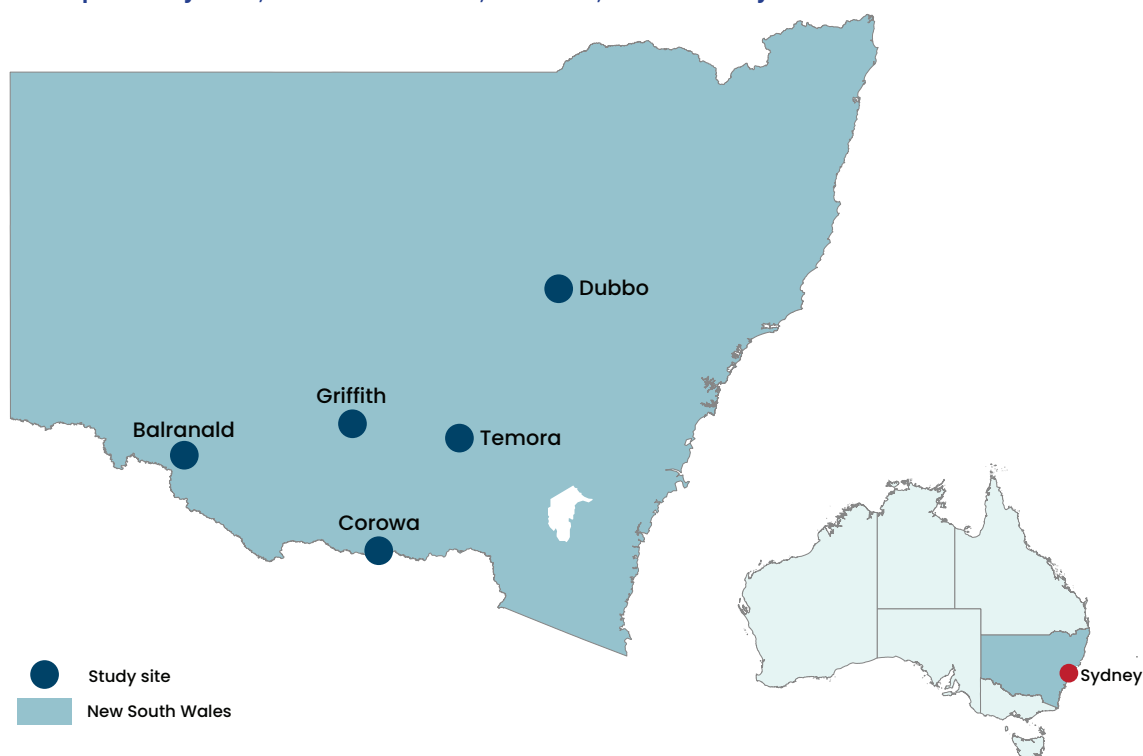 Dubbo
Griffith
Balranald
Temora
Corowa
Study site
New South Wales
Sydney